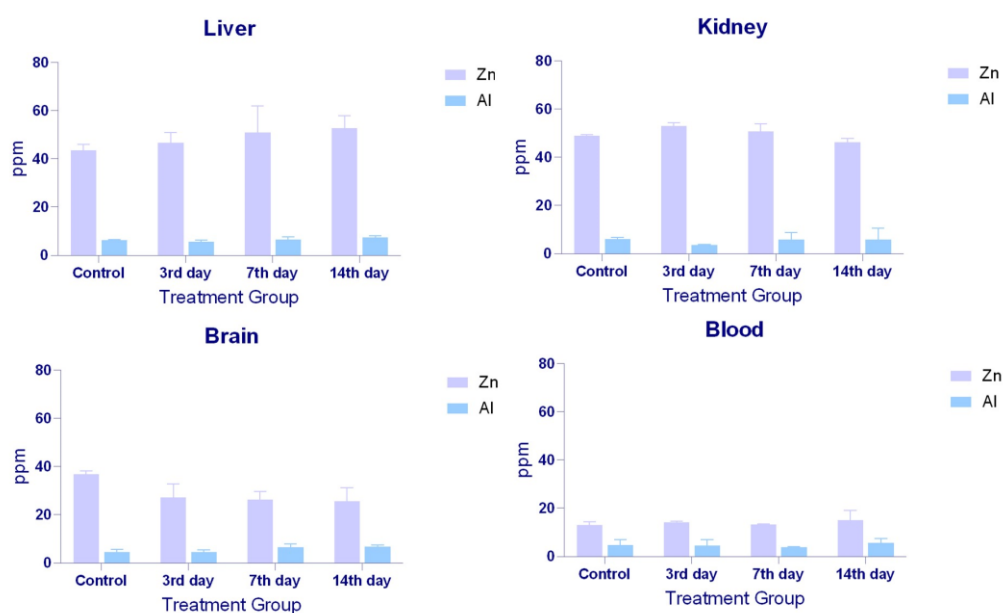 Liver
80
60
40
20
0
ppm
Zn
Al
Control 3rd day 7th day 14th day
Treatment Group
Kidney
80
60
40
20
0
ppm
Zn
Al
Control 3rd day 7th day 14th day
Treatment Group
Brain
80
60
40
20
0
ppm
Zn
Al
Control 3rd day 7th day 14th day
Treatment Group
Blood
80
60
40
20
0
ppm
Zn
Al
Control 3rd day 7th day 14th day
Treatment Group